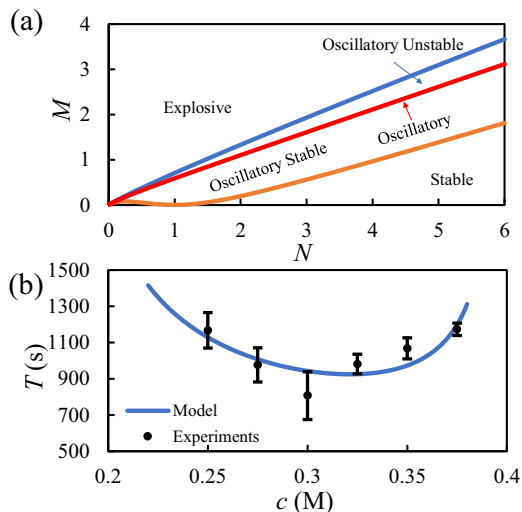 (a)
4
3
2
1
0
M
Explosive
Oscillatory Unstable
Oscillatory
Oscillatory Stable
Stable
0 1 2 3 4 5 6
N
(b)
1500
1300
1100
900
700
500
T (s)
Model
Experiments
0.2 0.25 0.3 0.35 0.4
c (M)